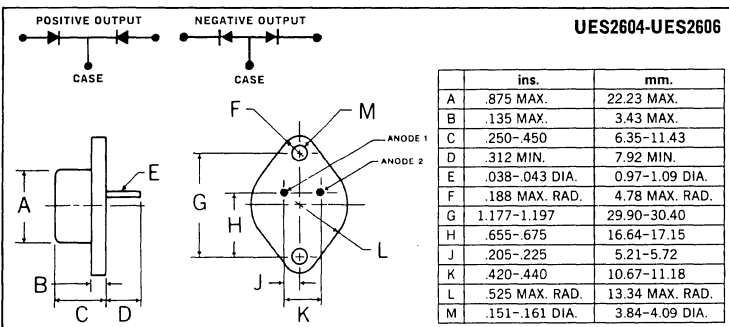 POSITIVE OUTPUT
NEGATIVE OUTPUT
UES2604-UES2606
CASE
CASE
F
M
ANODE 1
ANODE 2
E
A
G
H
L
B
J
C
D
K
ins. mm.
A .875 MAX. 22.23 MAX.
B .135 MAX. 3.43 MAX.
C .250-.450 6.35-11.43
D .312 MIN. 7.92 MIN.
E .038-.043 DIA. 0.97-1.09 DIA.
F .188 MAX. RAD. 4.78 MAX. RAD.
G 1.177-1.197 29.90-30.40
H .655-.675 16.64-17.15
J .205-.225 5.21-5.72
K .420-.440 10.67-11.18
L .525 MAX. RAD. 13.34 MAX. RAD.
M .151-.161 DIA. 3.84-4.09 DIA.